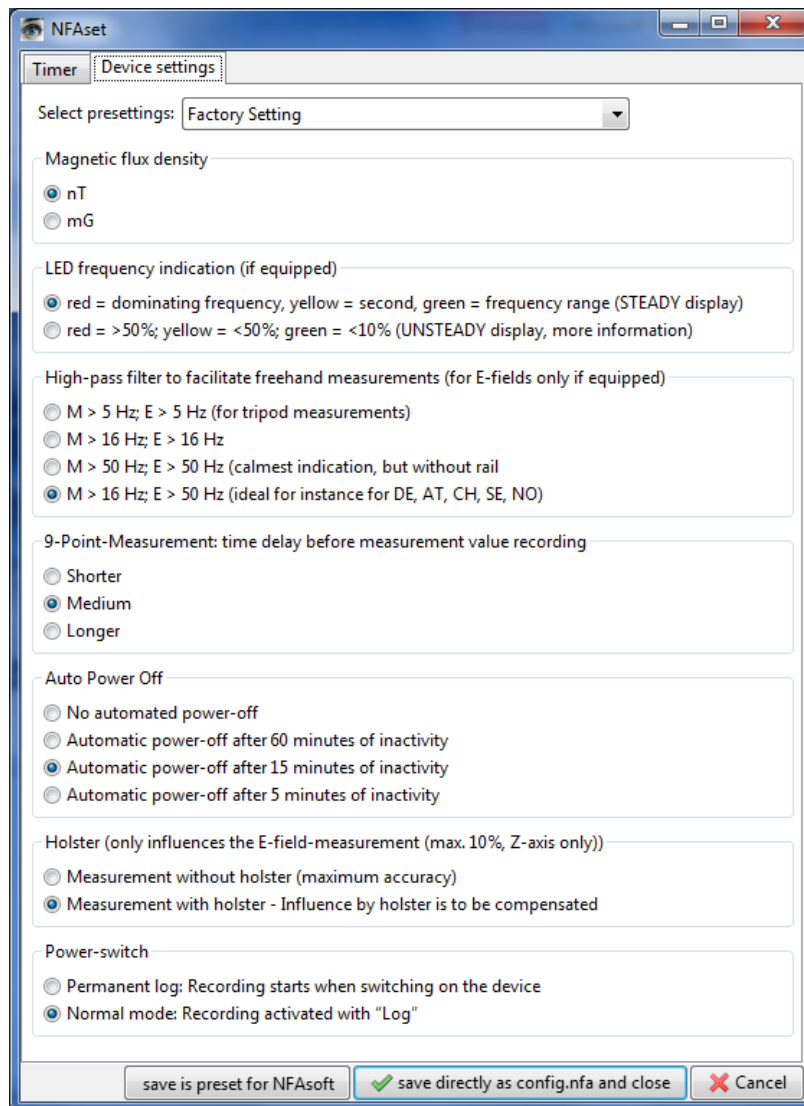 NFAset
Timer
Device settings
Select presettings: Factory Setting
Magnetic flux density
nT
mG
LED frequency indication (if equipped)
red = dominating frequency, yellow = second, green = frequency range (STEADY display)
red = >50%; yellow = <50%; green = <10% (UNSTEADY display, more information)
High-pass filter to facilitate freehand measurements (for E-fields only if equipped)
M > 5 Hz; E > 5 Hz (for tripod measurements)
M > 16 Hz; E > 16 Hz
M > 50 Hz; E > 50 Hz (calmest indication, but without rail
M > 16 Hz; E > 50 Hz (ideal for instance for DE, AT, CH, SE, NO)
9-Point-Measurement: time delay before measurement value recording
Shorter
Medium
Longer
Auto Power Off
No automated power-off
Automatic power-off after 60 minutes of inactivity
Automatic power-off after 15 minutes of inactivity
Automatic power-off after 5 minutes of inactivity
Holster (only influences the E-field-measurement (max. 10%, Z-axis only))
Measurement without holster (maximum accuracy)
Measurement with holster - Influence by holster is to be compensated
Power-switch
Permanent log: Recording starts when switching on the device
Normal mode: Recording activated with “Log”
save is preset for NFAsoft
save directly as config.nfa and close
Cancel